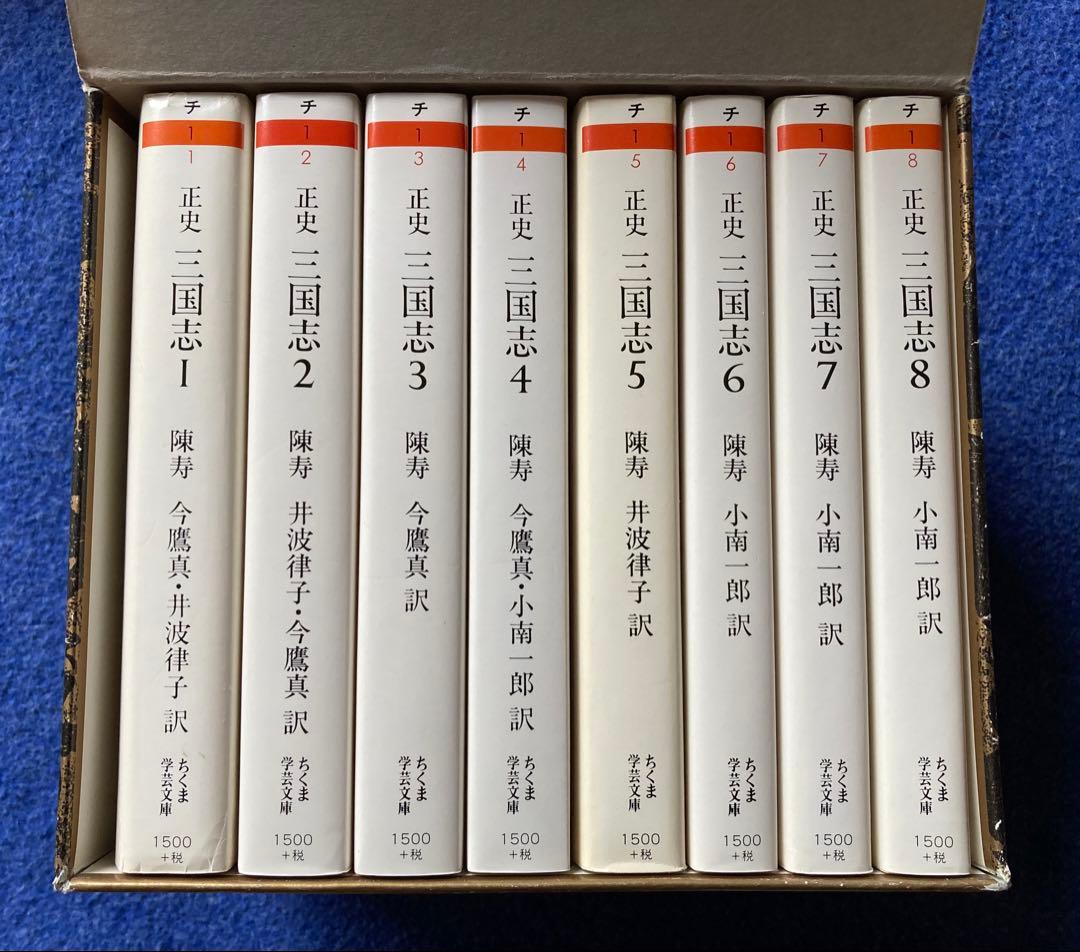 チ
1
1
正史 三国志 1
陳寿 今鷹真・井波律子 訳
ちくま
学芸文庫
1500
+税
チ
1
2
正史 三国志 2
陳寿 井波律子・今鷹真 訳
ちくま
学芸文庫
1500
+税
チ
1
3
正史 三国志 3
陳寿 今鷹真 訳
ちくま
学芸文庫
1500
+税
チ
1
4
正史 三国志 4
陳寿 今鷹真・小南一郎 訳
ちくま
学芸文庫
1500
+税
チ
1
5
正史 三国志 5
陳寿 井波律子 訳
ちくま
学芸文庫
1500
+税
チ
1
6
正史 三国志 6
陳寿 小南一郎 訳
ちくま
学芸文庫
1500
+税
チ
1
7
正史 三国志 7
陳寿 小南一郎 訳
ちくま
学芸文庫
1500
+税
チ
1
8
正史 三国志 8
陳寿 小南一郎 訳
ちくま
学芸文庫
1500
+税